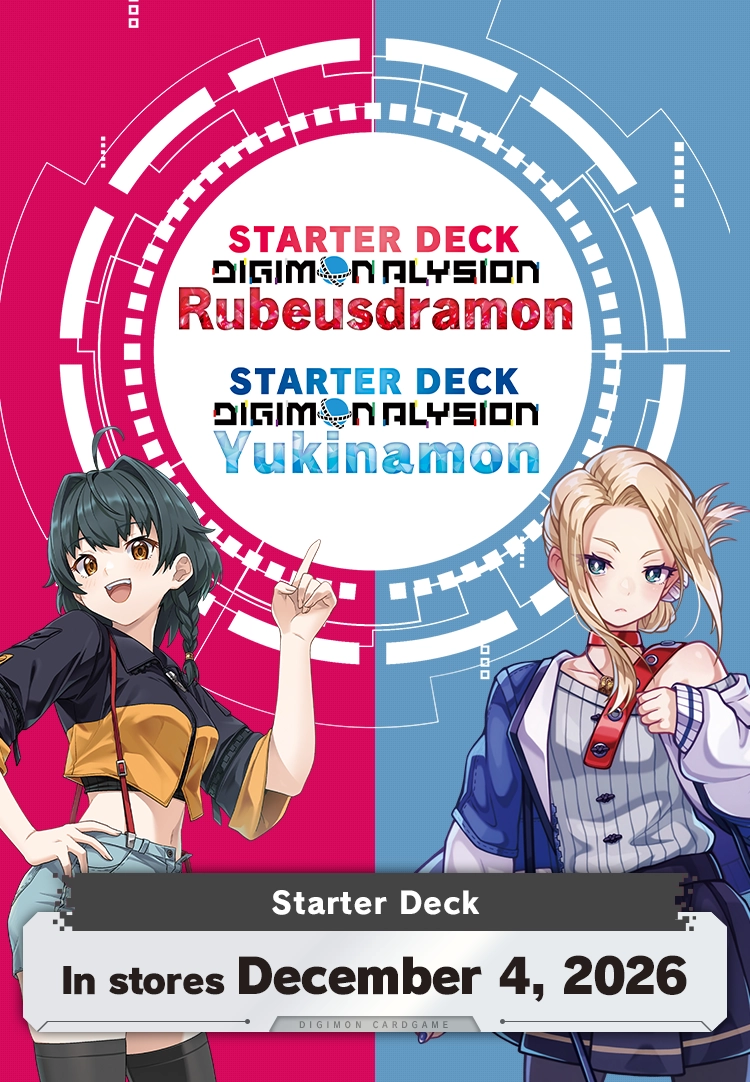 STARTER DECK
DIGIMON ALYSION
Rubeusdramon
STARTER DECK
DIGIMON ALYSION
Yukinamon
Starter Deck
In stores December 4, 2026
DIGIMON CARDGAME